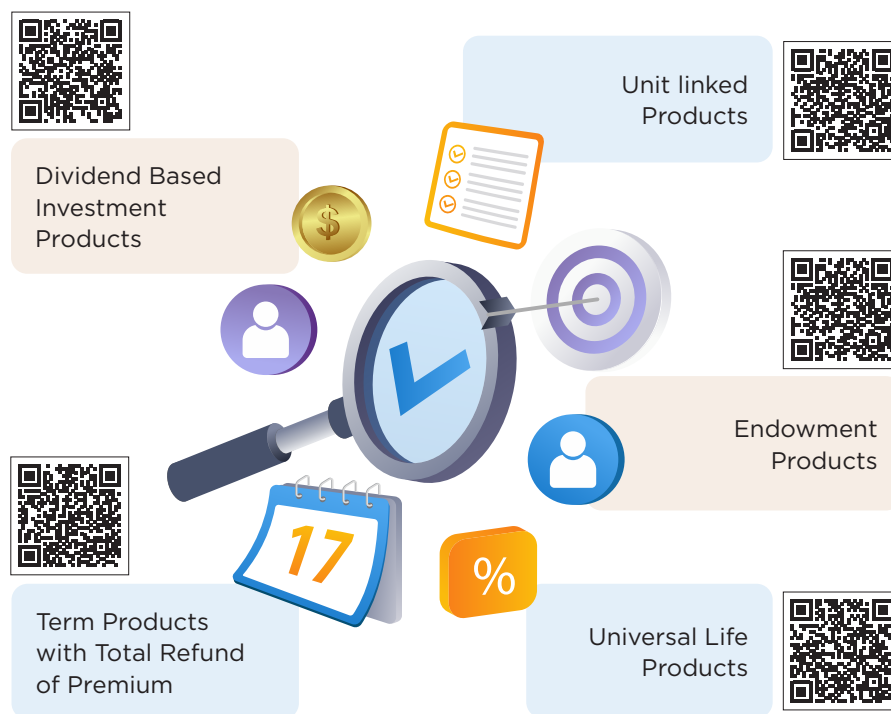 Unit linked
Products
Dividend Based
Investment
Products
$
Endowment
Products
17
%
Term Products
with Total Refund
of Premium
Universal Life
Products